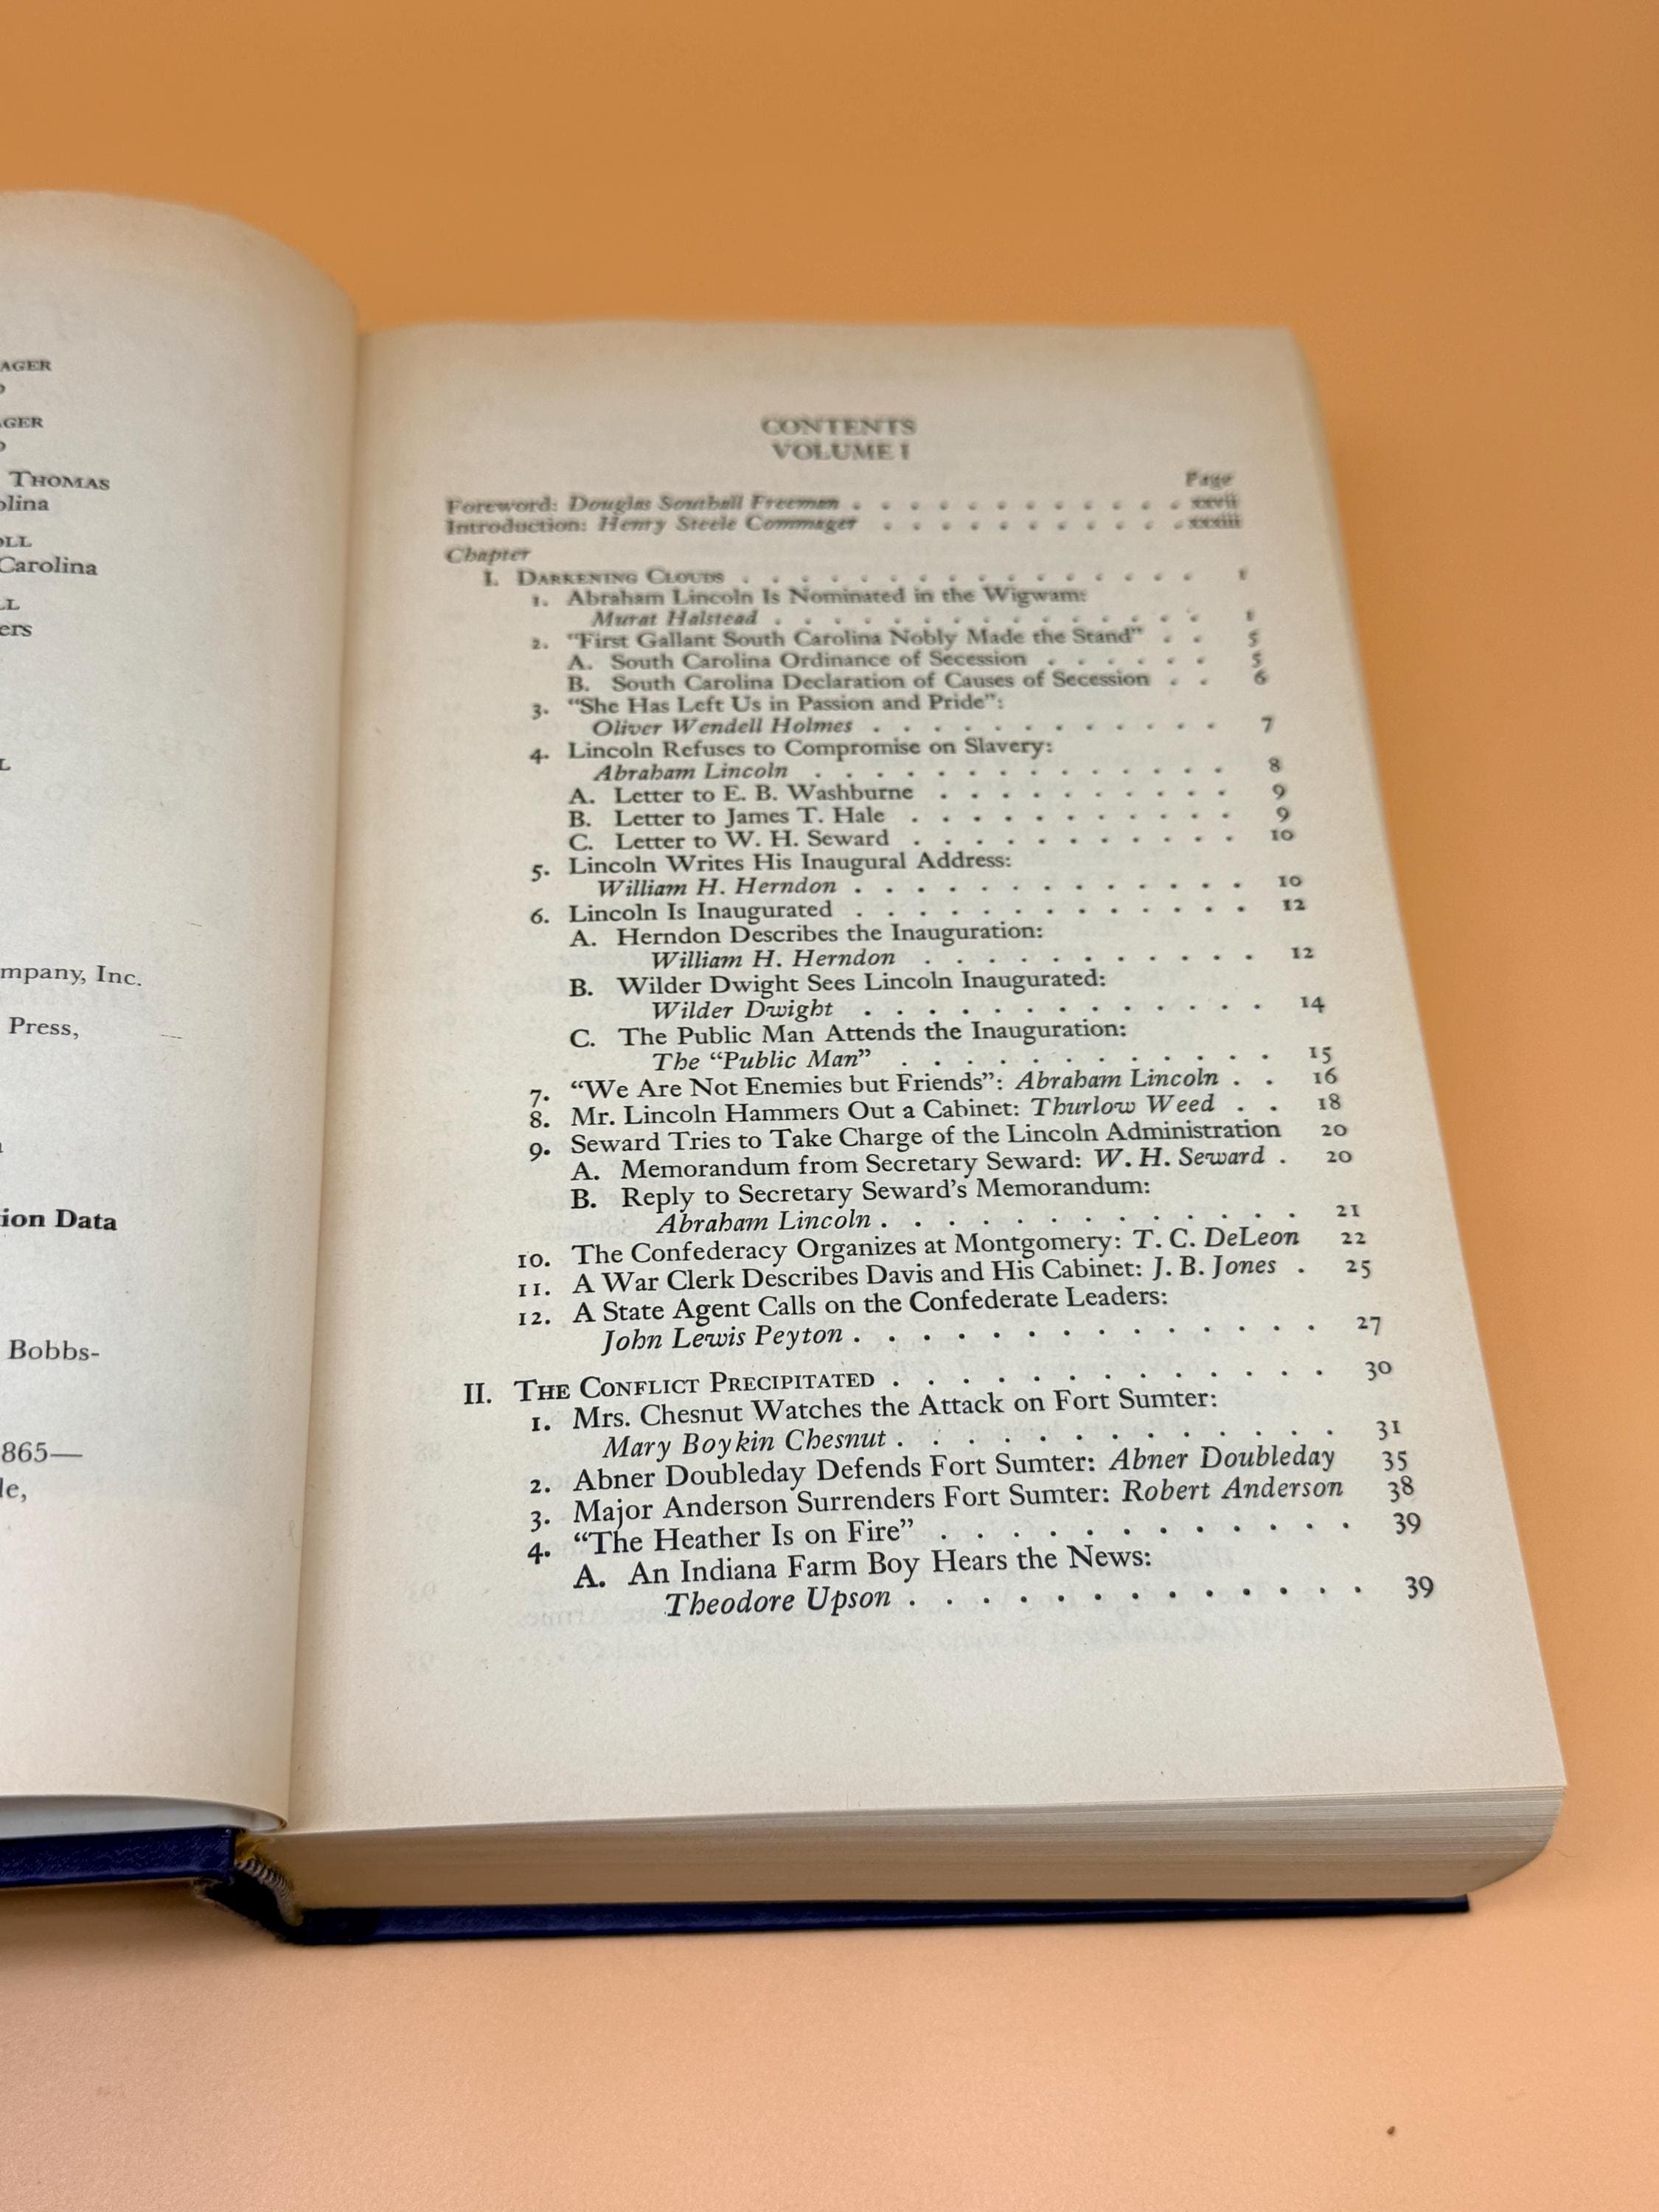 AGER
GER
THOMAS
olina
OLL
Carolina
LL
ers
L
mpany, Inc.
Press,
ion Data
Bobbs-
865—
le,
CONTENTS
VOLUME I
Page
Foreword: Douglas Southall Freeman . . . . . . . . . . . . xxvii
Introduction: Henry Steele Commager . . . . . . . . . . . xxxiii
Chapter
I. DARKENING CLOUDS . . . . . . . . . . . . . . . . 1
1. Abraham Lincoln Is Nominated in the Wigwam:
Murat Halstead . . . . . . . . . . . . . . . 1
2. "First Gallant South Carolina Nobly Made the Stand" . . 5
A. South Carolina Ordinance of Secession . . . . . . 5
B. South Carolina Declaration of Causes of Secession . . 6
3. "She Has Left Us in Passion and Pride":
Oliver Wendell Holmes . . . . . . . . . . . . 7
4. Lincoln Refuses to Compromise on Slavery:
Abraham Lincoln . . . . . . . . . . . . . . 8
A. Letter to E. B. Washburne . . . . . . . . . . 9
B. Letter to James T. Hale . . . . . . . . . . . 9
C. Letter to W. H. Seward . . . . . . . . . . . 10
5. Lincoln Writes His Inaugural Address:
William H. Herndon . . . . . . . . . . . . . 10
6. Lincoln Is Inaugurated . . . . . . . . . . . . . 12
A. Herndon Describes the Inauguration:
William H. Herndon . . . . . . . . . . . 12
B. Wilder Dwight Sees Lincoln Inaugurated:
Wilder Dwight . . . . . . . . . . . . . 14
C. The Public Man Attends the Inauguration:
The "Public Man" . . . . . . . . . . . . 15
7. "We Are Not Enemies but Friends": Abraham Lincoln . . 16
8. Mr. Lincoln Hammers Out a Cabinet: Thurlow Weed . . 18
9. Seward Tries to Take Charge of the Lincoln Administration 20
A. Memorandum from Secretary Seward: W. H. Seward . 20
B. Reply to Secretary Seward's Memorandum:
Abraham Lincoln . . . . . . . . . . . . . 21
10. The Confederacy Organizes at Montgomery: T. C. DeLeon 22
11. A War Clerk Describes Davis and His Cabinet: J. B. Jones . 25
12. A State Agent Calls on the Confederate Leaders:
John Lewis Peyton . . . . . . . . . . . . . . 27
II. THE CONFLICT PRECIPITATED . . . . . . . . . . . . . 30
1. Mrs. Chesnut Watches the Attack on Fort Sumter:
Mary Boykin Chesnut . . . . . . . . . . . . . 31
2. Abner Doubleday Defends Fort Sumter: Abner Doubleday 35
3. Major Anderson Surrenders Fort Sumter: Robert Anderson 38
4. "The Heather Is on Fire" . . . . . . . . . . . . 39
A. An Indiana Farm Boy Hears the News:
Theodore Upson . . . . . . . . . . . . . 39